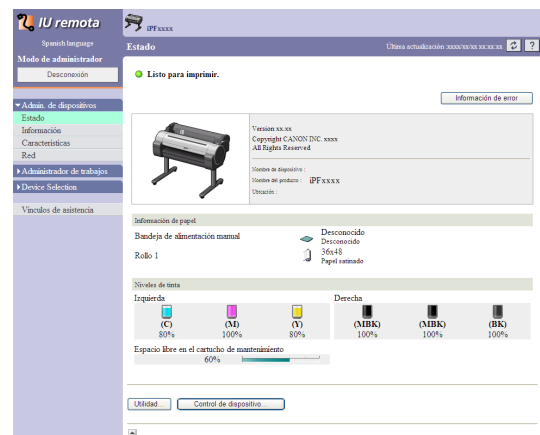 IU remota
iPFxxxx
Spanish language
Modo de administrador
Desconexión
Estado
Última actualización :xxxx/xx/xx xx:xx:xx
?
Listo para imprimir.
Información de error
Admin. de dispositivos
Estado
Información
Características
Red
Administrador de trabajos
Device Selection
Vínculos de asistencia
Version xx.xx
Copyright CANON INC. xxxx
All Rights Reserved
Nombre de dispositivo :
Nombre del producto : iPFxxxx
Ubicación :
Información de papel
Bandeja de alimentación manual
Desconocido
Desconocido
Rollo 1
36x48
Papel satinado
Niveles de tinta
Izquierda
Derecha
(C) (M) (Y) (MBK) (MBK) (BK)
80% 100% 80% 100% 100% 100%
Espacio libre en el cartucho de mantenimiento
60%
Utilidad...
Control de dispositivo...